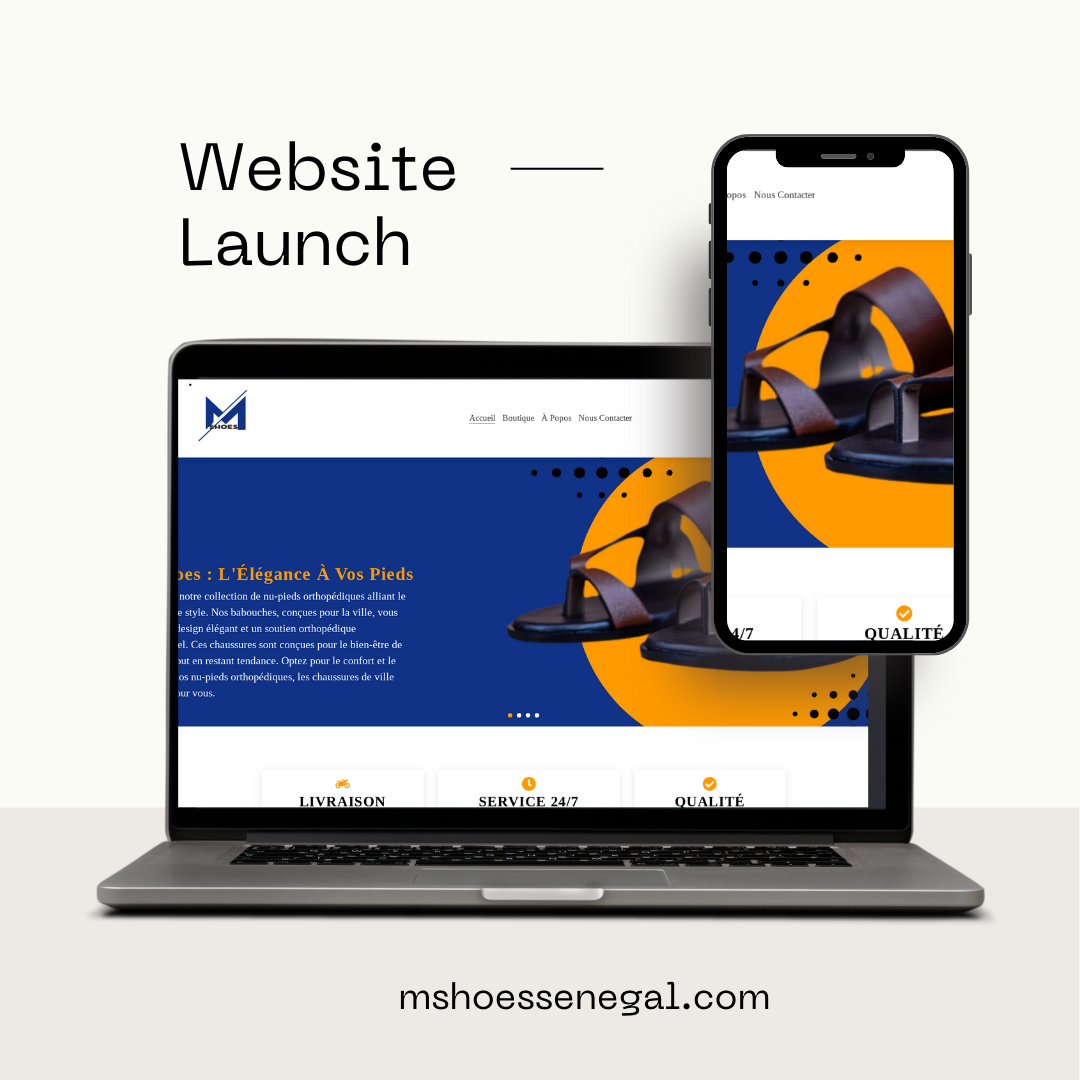 Website
Launch
opos Nous Contacter
4/7
QUALITÉ
M
SHOES
Accueil Boutique À Popos Nous Contacter
oes : L'Élégance À Vos Pieds
notre collection de nu-pieds orthopédiques alliant le
e style. Nos babouches, conçues pour la ville, vous
design élégant et un soutien orthopédique
el. Ces chaussures sont conçues pour le bien-être de
out en restant tendance. Optez pour le confort et le
os nu-pieds orthopédiques, les chaussures de ville
our vous.
LIVRAISON
SERVICE 24/7
QUALITÉ
mshoessenegal.com